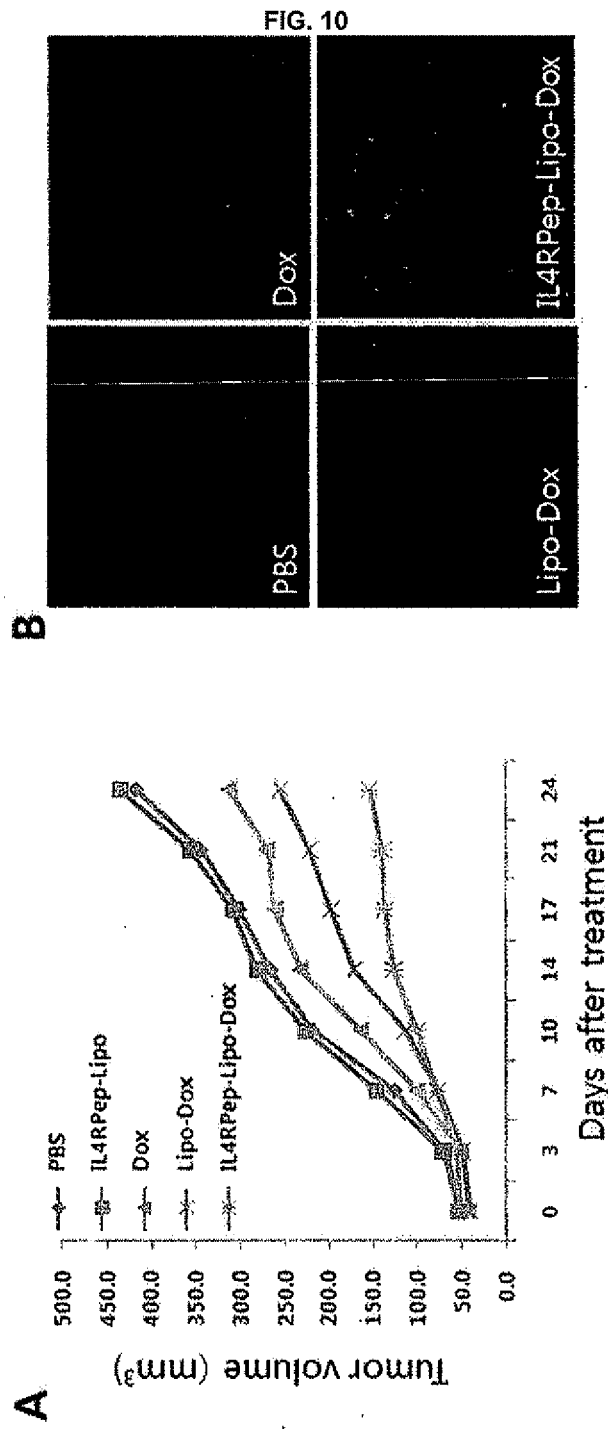 FIG. 10
A
Tumor volume (mm³)
500.0
450.0
400.0
350.0
300.0
250.0
200.0
150.0
100.0
50.0
0.0
PBS
IL4RPep-Lipo
Dox
Lipo-Dox
IL4RPep-Lipo-Dox
0 3 7 10 14 17 21 24
Days after treatment
B
PBS
Dox
Lipo-Dox
IL4RPep-Lipo-Dox